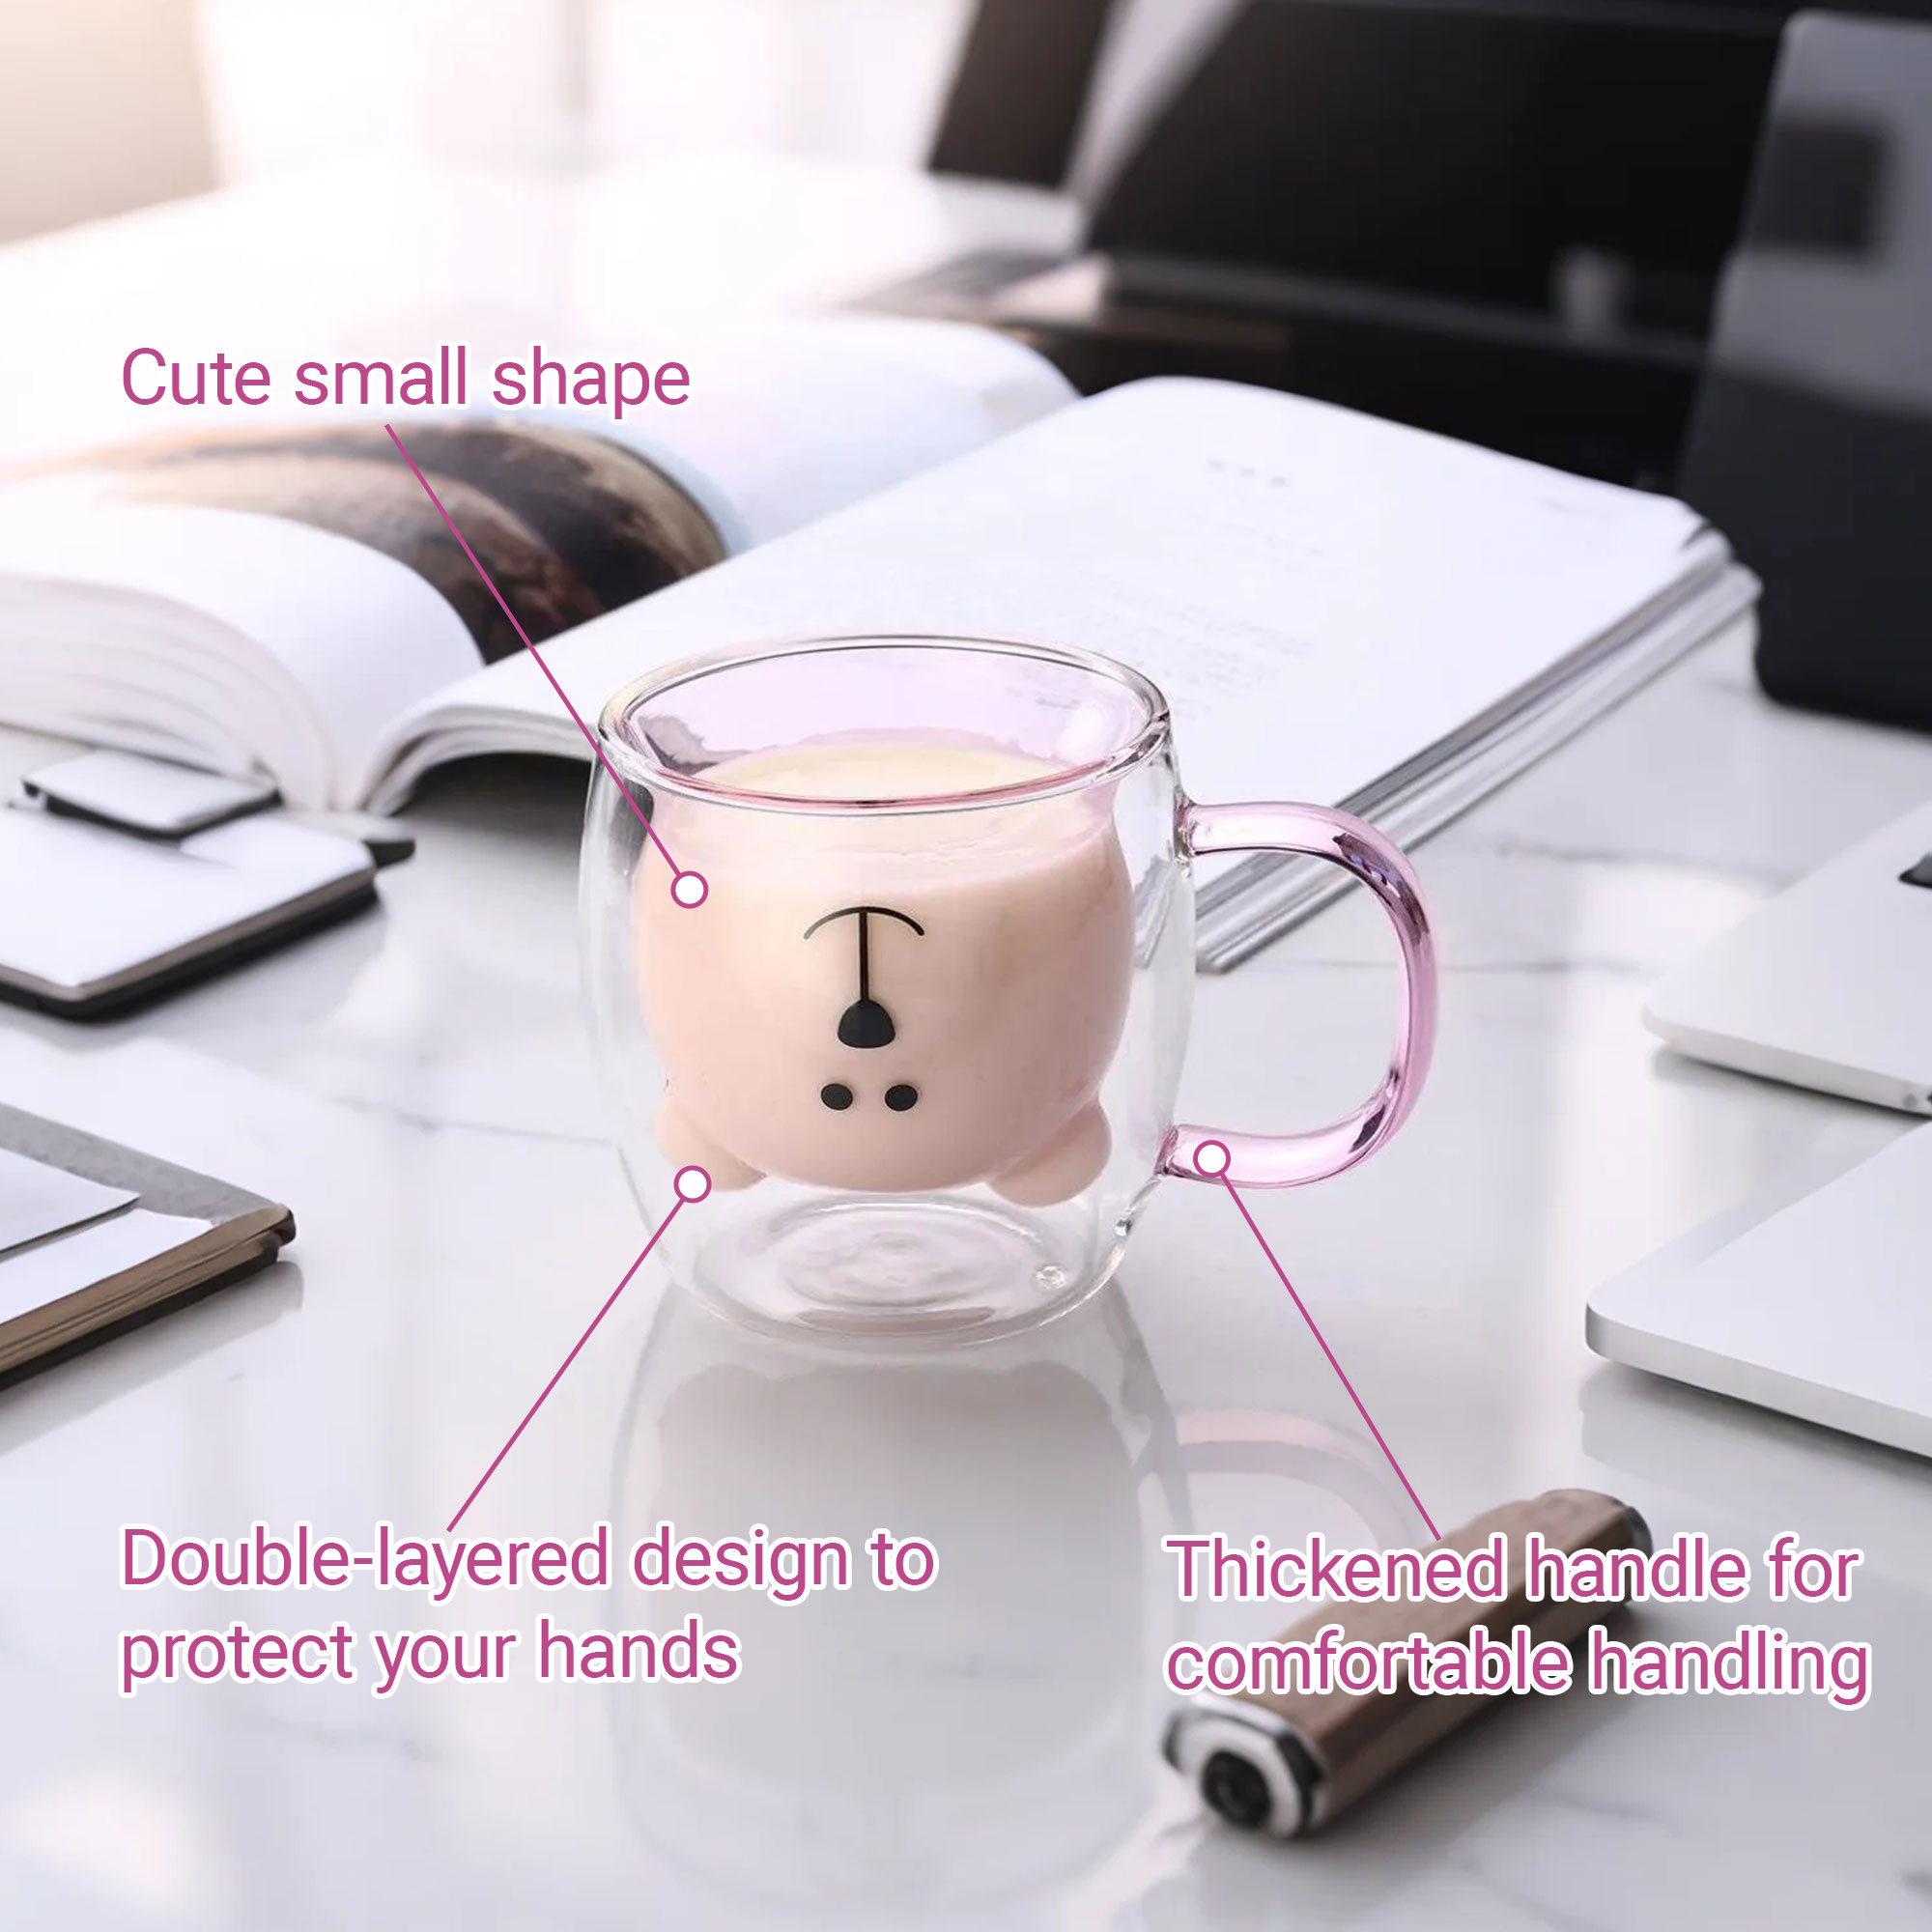 Cute small shape
Double-layered design to
protect your hands
Thickened handle for
comfortable handling